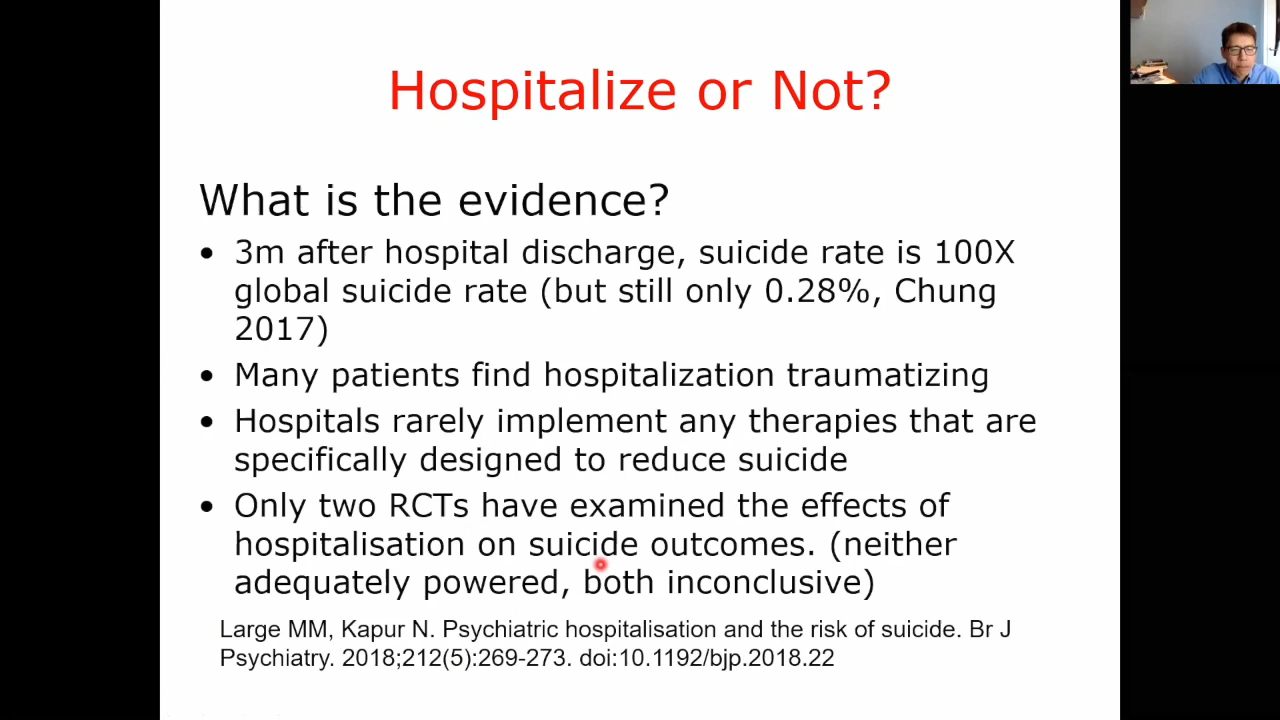 Hospitalize or Not?
What is the evidence?
• 3m after hospital discharge, suicide rate is 100X
global suicide rate (but still only 0.28%, Chung
2017)
• Many patients find hospitalization traumatizing
• Hospitals rarely implement any therapies that are
specifically designed to reduce suicide
• Only two RCTs have examined the effects of
hospitalisation on suicide outcomes. (neither
adequately powered, both inconclusive)
Large MM, Kapur N. Psychiatric hospitalisation and the risk of suicide. Br J
Psychiatry. 2018;212(5):269-273. doi:10.1192/bjp.2018.22